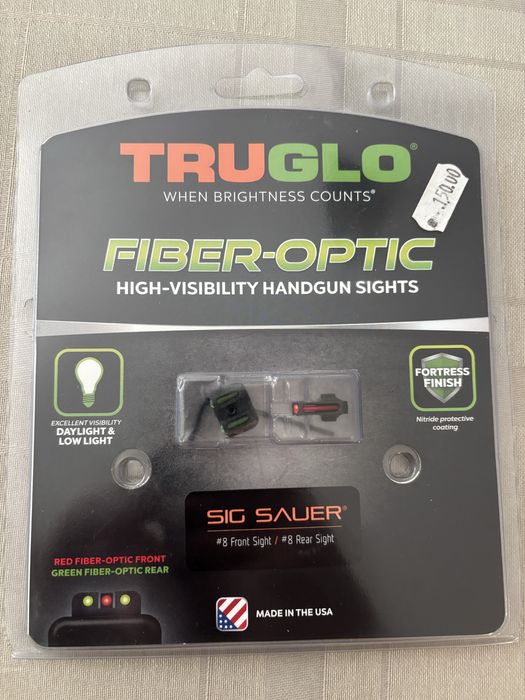 TRUGLO®
WHEN BRIGHTNESS COUNTS®
150.00
FIBER-OPTIC
HIGH-VISIBILITY HANDGUN SIGHTS
EXCELLENT VISIBILITY
DAYLIGHT &
LOW LIGHT
FORTRESS
FINISH
Nitride protective
coating
SIG SAUER®
#8 Front Sight / #8 Rear Sight
RED FIBER-OPTIC FRONT
GREEN FIBER-OPTIC REAR
MADE IN THE USA